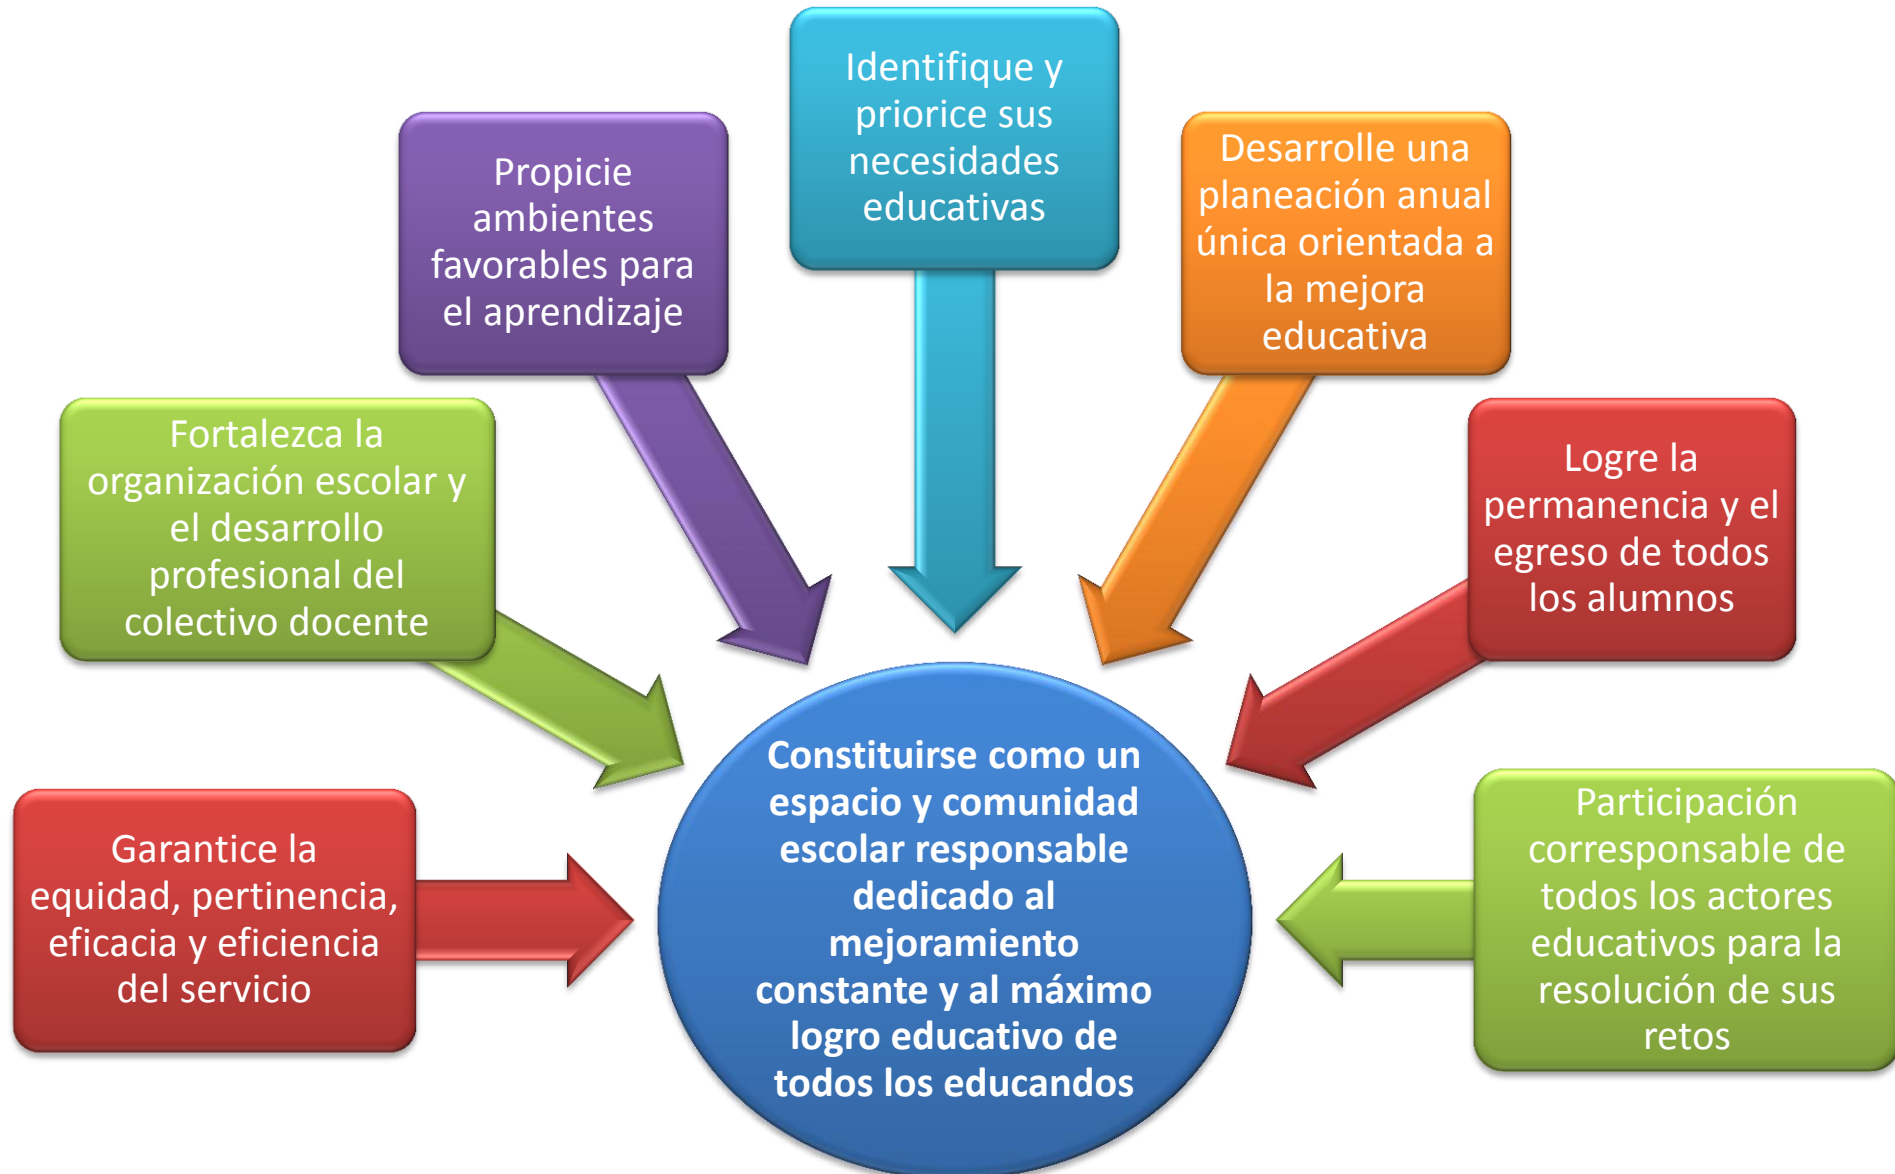 Identifique y
priorice sus
necesidades
educativas
Propicie
ambientes
favorables para
el aprendizaje
Desarrolle una
planeación anual
única orientada a
la mejora
educativa
Fortalezca la
organización escolar y
el desarrollo
profesional del
colectivo docente
Logre la
permanencia y el
egreso de todos
los alumnos
Garantice la
equidad, pertinencia,
eficacia y eficiencia
del servicio
Constituirse como un
espacio y comunidad
escolar responsable
dedicado al
mejoramiento
constante y al máximo
logro educativo de
todos los educandos
Participación
corresponsable de
todos los actores
educativos para la
resolución de sus
retos